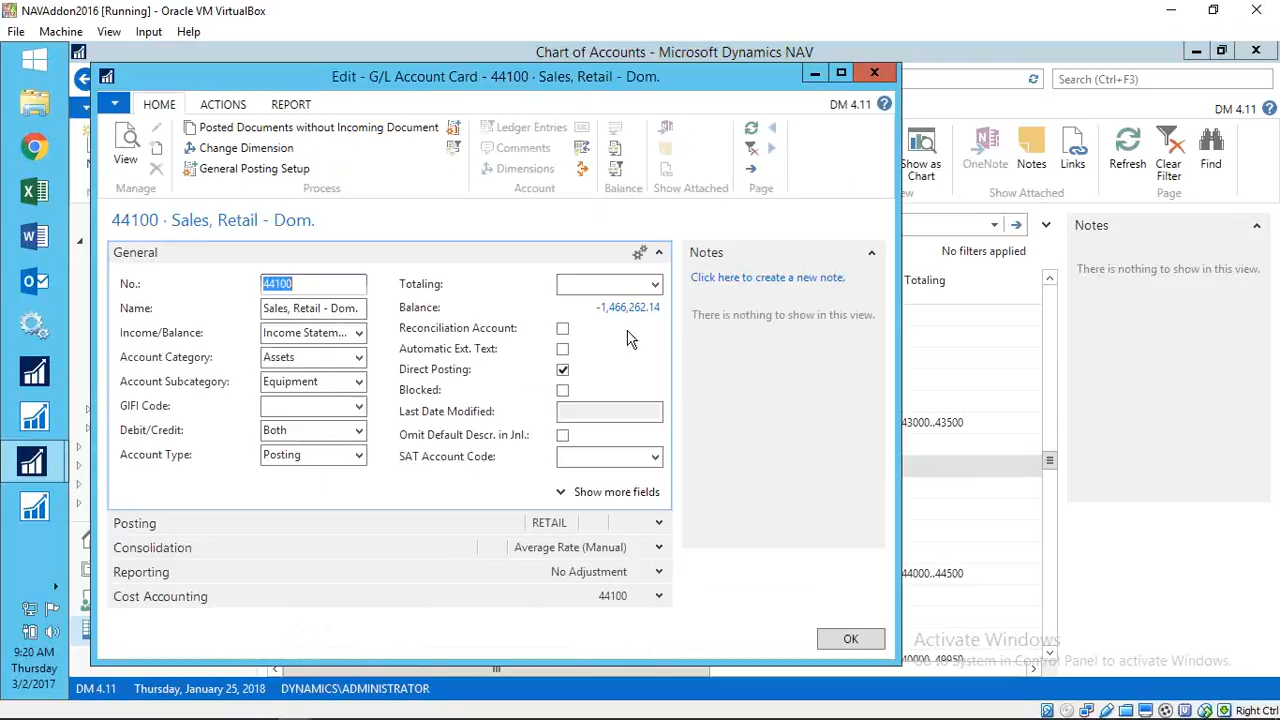 NAVAddon2016 [Running] - Oracle VM VirtualBox
File Machine View Input Help
Chart of Accounts - Microsoft Dynamics NAV
Edit - G/L Account Card - 44100 · Sales, Retail - Dom.
Search (Ctrl+F3)
HOME ACTIONS REPORT
DM 4.11
DM 4.11
View
Manage
Posted Documents without Incoming Document
Change Dimension
General Posting Setup
Process
Ledger Entries
Comments
Dimensions
Account
Balance
Show Attached
Page
Show as Chart
OneNote
Notes
Links
Show Attached
Refresh
Clear Filter
Find
Page
44100 · Sales, Retail - Dom.
General
No.: 44100
Name: Sales, Retail - Dom.
Income/Balance: Income Statem...
Account Category: Assets
Account Subcategory: Equipment
GIFI Code:
Debit/Credit: Both
Account Type: Posting
Totaling:
Balance: -1,466,262.14
Reconciliation Account:
Automatic Ext. Text:
Direct Posting:
Blocked:
Last Date Modified:
Omit Default Descr. in Jnl.:
SAT Account Code:
Show more fields
Posting RETAIL
Consolidation Average Rate (Manual)
Reporting No Adjustment
Cost Accounting 44100
Notes
Click here to create a new note.
There is nothing to show in this view.
OK
No filters applied
Totaling
43000..43500
44000..44500
40000..49950
Notes
There is nothing to show in this view.
Activate Windows
Go to System in Control Panel to activate Windows.
9:20 AM
Thursday
3/2/2017
DM 4.11 Thursday, January 25, 2018 DYNAMICS\ADMINISTRATOR
Right Ctrl